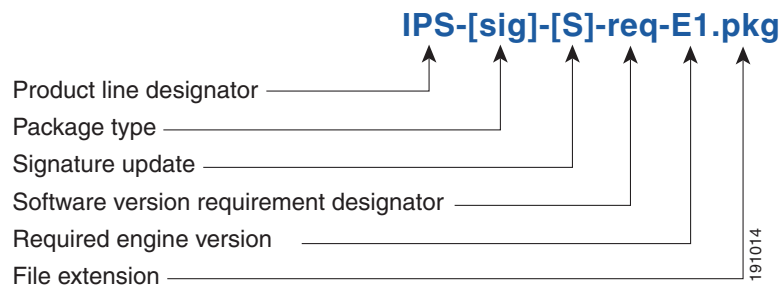 IPS-[sig]-[S]-req-E1.pkg
Product line designator
Package type
Signature update
Software version requirement designator
Required engine version
File extension
191014